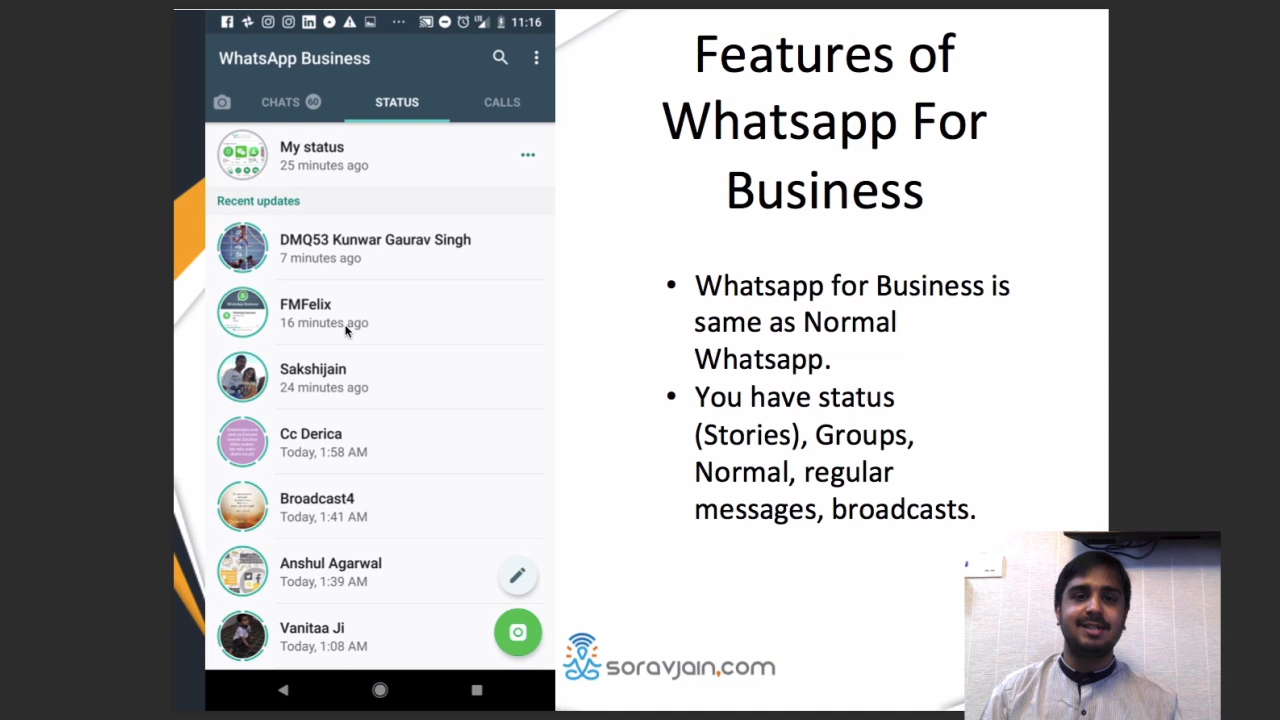 11:16
WhatsApp Business
CHATS 60 STATUS CALLS
My status
25 minutes ago
Recent updates
DMQ53 Kunwar Gaurav Singh
7 minutes ago
FMFelix
16 minutes ago
Sakshijain
24 minutes ago
Cc Derica
Today, 1:58 AM
Broadcast4
Today, 1:41 AM
Anshul Agarwal
Today, 1:39 AM
Vanitaa Ji
Today, 1:08 AM
Features of
Whatsapp For
Business
• Whatsapp for Business is
same as Normal
Whatsapp.
• You have status
(Stories), Groups,
Normal, regular
messages, broadcasts.
soravjain.com